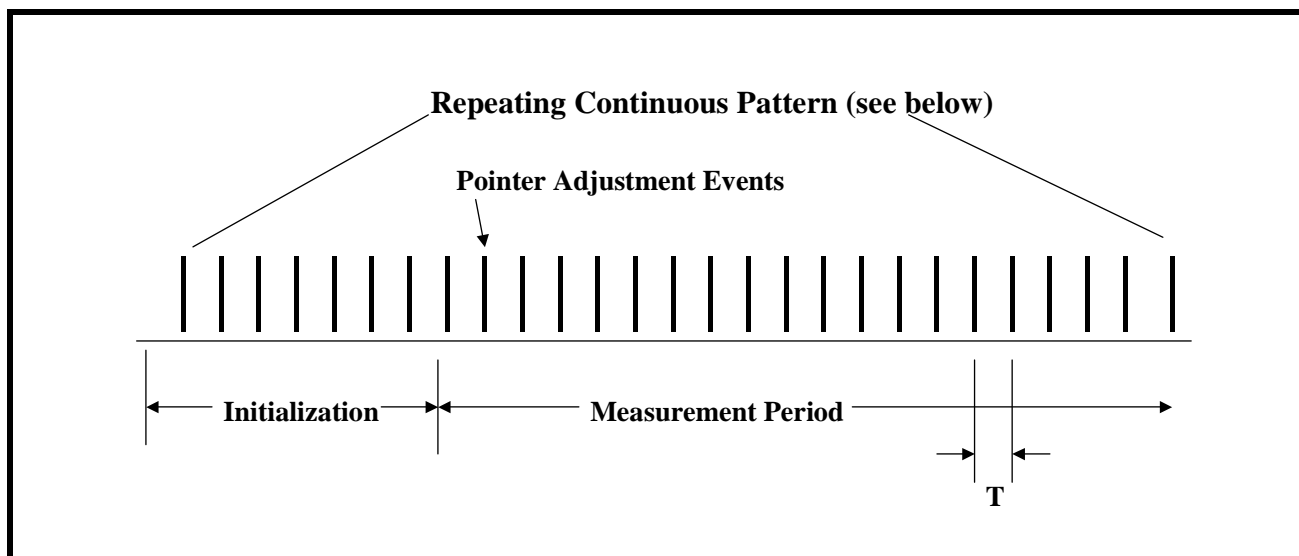 Repeating Continuous Pattern (see below)
Pointer Adjustment Events
Initialization
Measurement Period
T